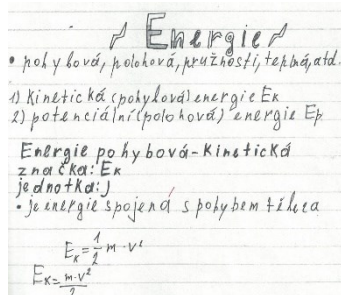 Energie
• pohybová, polohová, pružnosti, tepelná, atd.
1) Kinetická (pohybová) energie Ek
2) potenciální (polohová) energie Ep
Energie pohybová - Kinetická
značka: Ek
jednotka: J
• je energie spojená s pohybem tělesa
Ek = 1/2 m · v²
Ek = m · v²/2